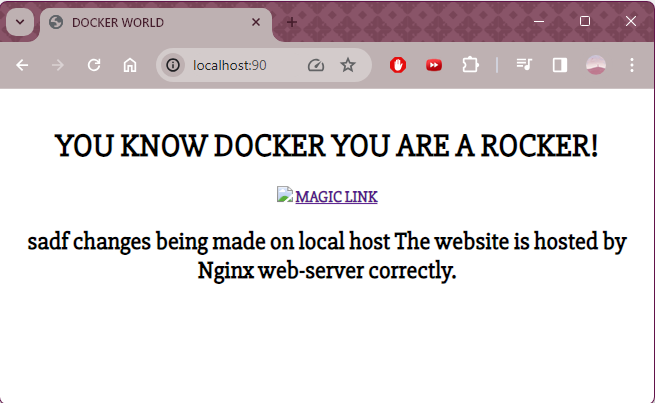 DOCKER WORLD
localhost:90
YOU KNOW DOCKER YOU ARE A ROCKER!
MAGIC LINK
sadf changes being made on local host The website is hosted by
Nginx web-server correctly.